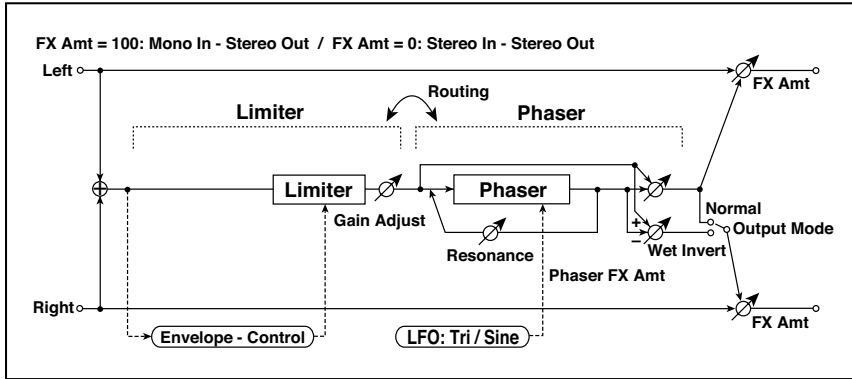 FX Amt = 100: Mono In - Stereo Out / FX Amt = 0: Stereo In - Stereo Out
Left
FX Amt
Routing
Limiter
Phaser
Limiter
Phaser
Gain Adjust
Normal
+
Output Mode
–
Wet Invert
Resonance
Phaser FX Amt
Right
FX Amt
Envelope - Control
LFO: Tri / Sine